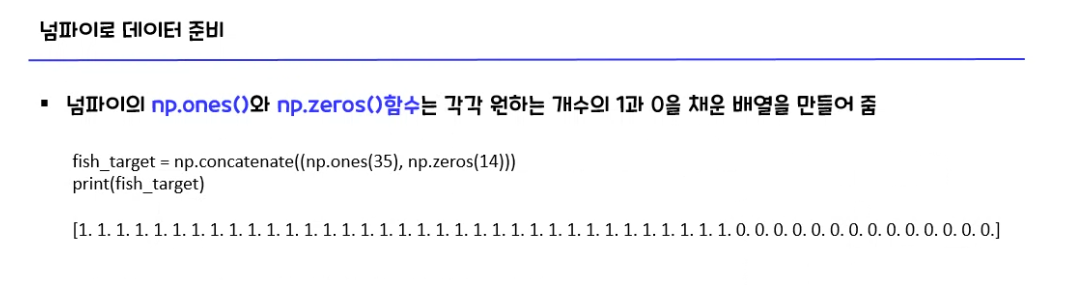 넘파이로 데이터 준비
▪ 넘파이의 np.ones()와 np.zeros()함수는 각각 원하는 개수의 1과 0을 채운 배열을 만들어 줌
fish_target = np.concatenate((np.ones(35), np.zeros(14)))
print(fish_target)
[1. 1. 1. 1. 1. 1. 1. 1. 1. 1. 1. 1. 1. 1. 1. 1. 1. 1. 1. 1. 1. 1. 1. 1. 1. 1. 1. 1. 1. 1. 1. 1. 1. 1. 1. 0. 0. 0. 0. 0. 0. 0. 0. 0. 0. 0. 0. 0. 0.]